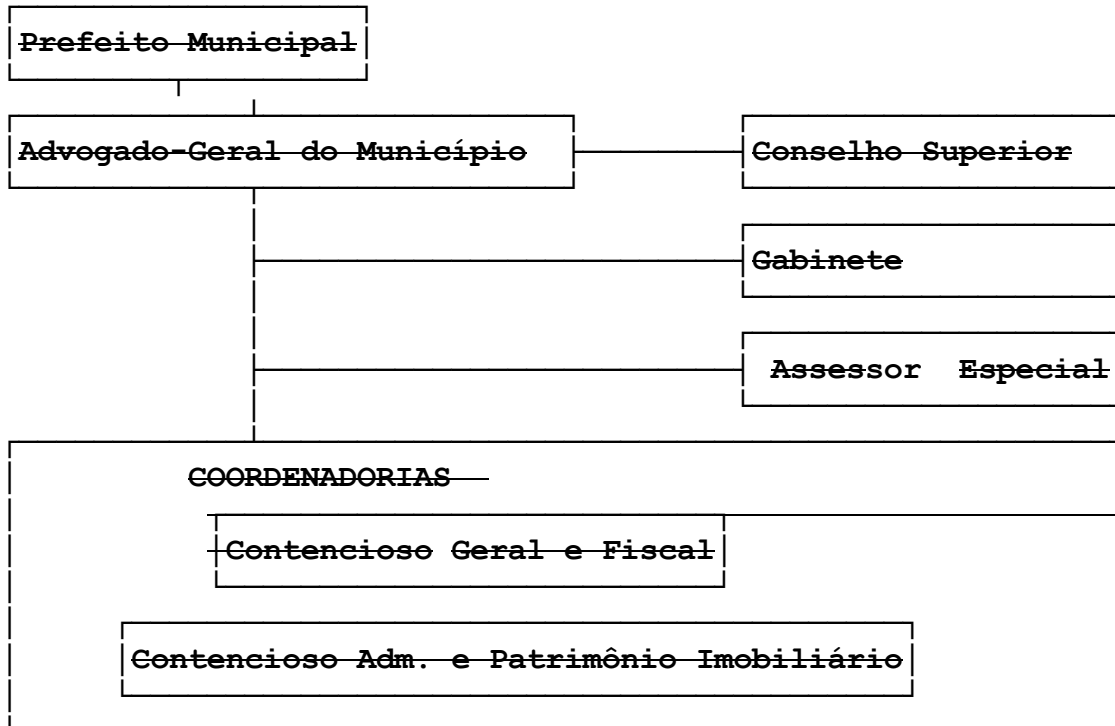 Prefeito Municipal
Advogado-Geral do Município
Conselho Superior
Gabinete
Assessor Especial
COORDENADORIAS
Contencioso Geral e Fiscal
Contencioso Adm. e Patrimônio Imobiliário